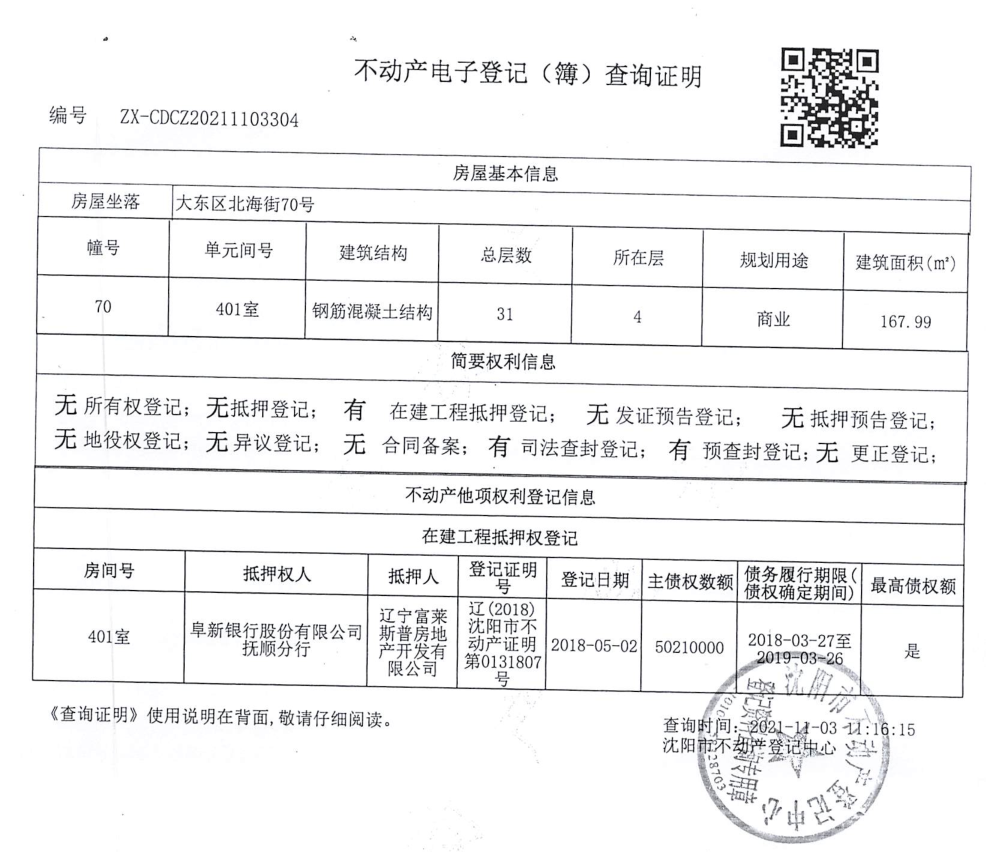 不动产电子登记（簿）查询证明
编号 ZX-CDCZ20211103304
房屋基本信息
房屋坐落 大东区北海街70号
幢号 单元间号 建筑结构 总层数 所在层 规划用途 建筑面积(㎡)
70 401室 钢筋混凝土结构 31 4 商业 167.99
简要权利信息
无 所有权登记; 无 抵押登记; 有 在建工程抵押登记; 无 发证预告登记; 无 抵押预告登记;
无 地役权登记; 无 异议登记; 无 合同备案; 有 司法查封登记; 有 预查封登记; 无 更正登记;
不动产他项权利登记信息
在建工程抵押权登记
房间号 抵押权人 抵押人 登记证明号 登记日期 主债权数额 债务履行期限(债权确定期间) 最高债权额
401室 阜新银行股份有限公司抚顺分行 辽宁富莱斯普房地产开发有限公司 辽(2018)沈阳市不动产证明第0131807号 2018-05-02 50210000 2018-03-27至2019-03-26 是
《查询证明》使用说明在背面,敬请仔细阅读。
查询时间: 2021-11-03 11:16:15
沈阳市不动产登记中心
沈阳市不动产登记中心